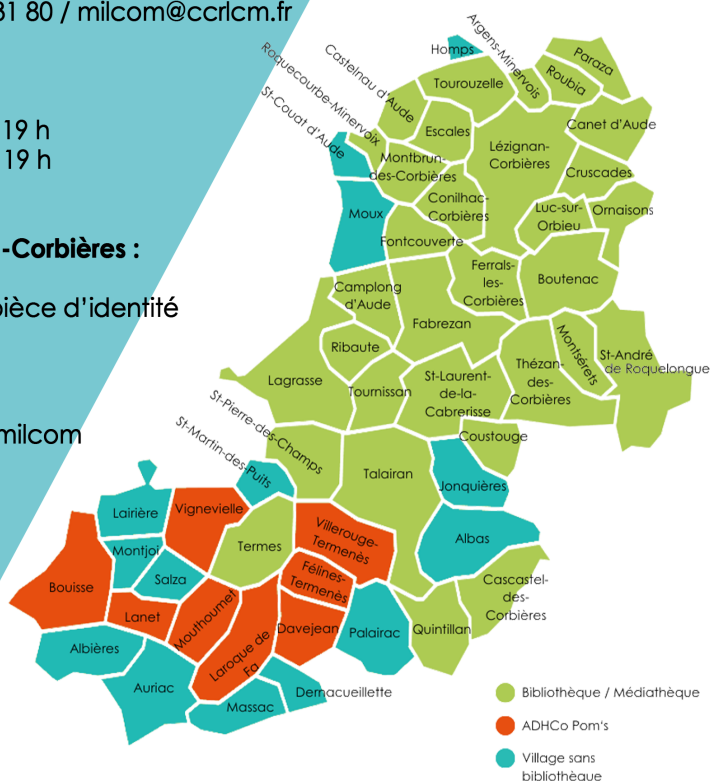 31 80 / milcom@ccrlcm.fr
19 h
19 h
-Corbières :
pièce d'identité
milcom
Homps
Argens-Minervois
Paraza
Roubia
Tourouzelle
Castelnau d'Aude
Roquecourbe-Minervoix
St-Couat d'Aude
Escales
Canet d'Aude
Lézignan-
Corbières
Montbrun-
des-Corbières
Cruscades
Conilhac-
Corbières
Moux
Luc-sur-
Orbieu
Ornaisons
Fontcouverte
Ferrals-
les-
Corbières
Boutenac
Camplong
d'Aude
Fabrezan
Ribaute
Montsérets
St-André
de Roquelongue
Thézan-
des-
Corbières
Lagrasse
Tournissan
St-Laurent-
de-la-
Cabrerisse
St-Pierre-des-Champs
St-Martin-des-Puits
Coustouge
Talairan
Jonquières
Lairière
Vignevielle
Villerouge-
Termenès
Albas
Montjoi
Termes
Salza
Félines-
Termenès
Bouisse
Cascastel-
des-
Corbières
Lanet
Mouthoumet
Davejean
Palairac
Quintillan
Albières
Laroque de
Fa
Auriac
Dernacueillette
Massac
Bibliothèque / Médiathèque
ADHCo Pom's
Village sans
bibliothèque